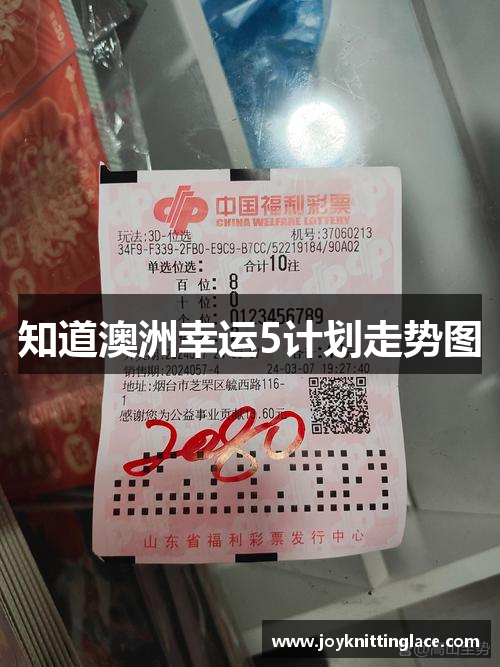 中国福利彩票
CHINA WELFARE LOTTERY
玩法:3D-位选 机号:37060213
34F9-F339-2FB0-E9C9-B7CC/52219184/90A02
单选位选: 合计10注
百 位: 8
十 位: 0
个 位: 0123456789
知道澳洲幸运5计划走势图
销售期:2024057-4 24-03-07 19:27:40
地址:烟台市芝罘区毓西路116-
1
感谢您为公益事业贡献
.60元
2080
山东省福利彩票发行中心
www.joyknittinglace.com